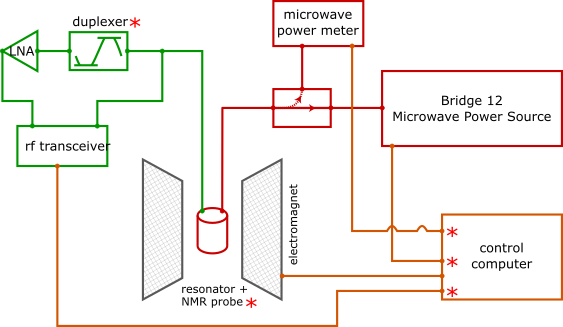 duplexer*
LNA
rf transceiver
microwave
power meter
Bridge 12
Microwave Power Source
electromagnet
resonator +
NMR probe*
control
computer
*
*
*